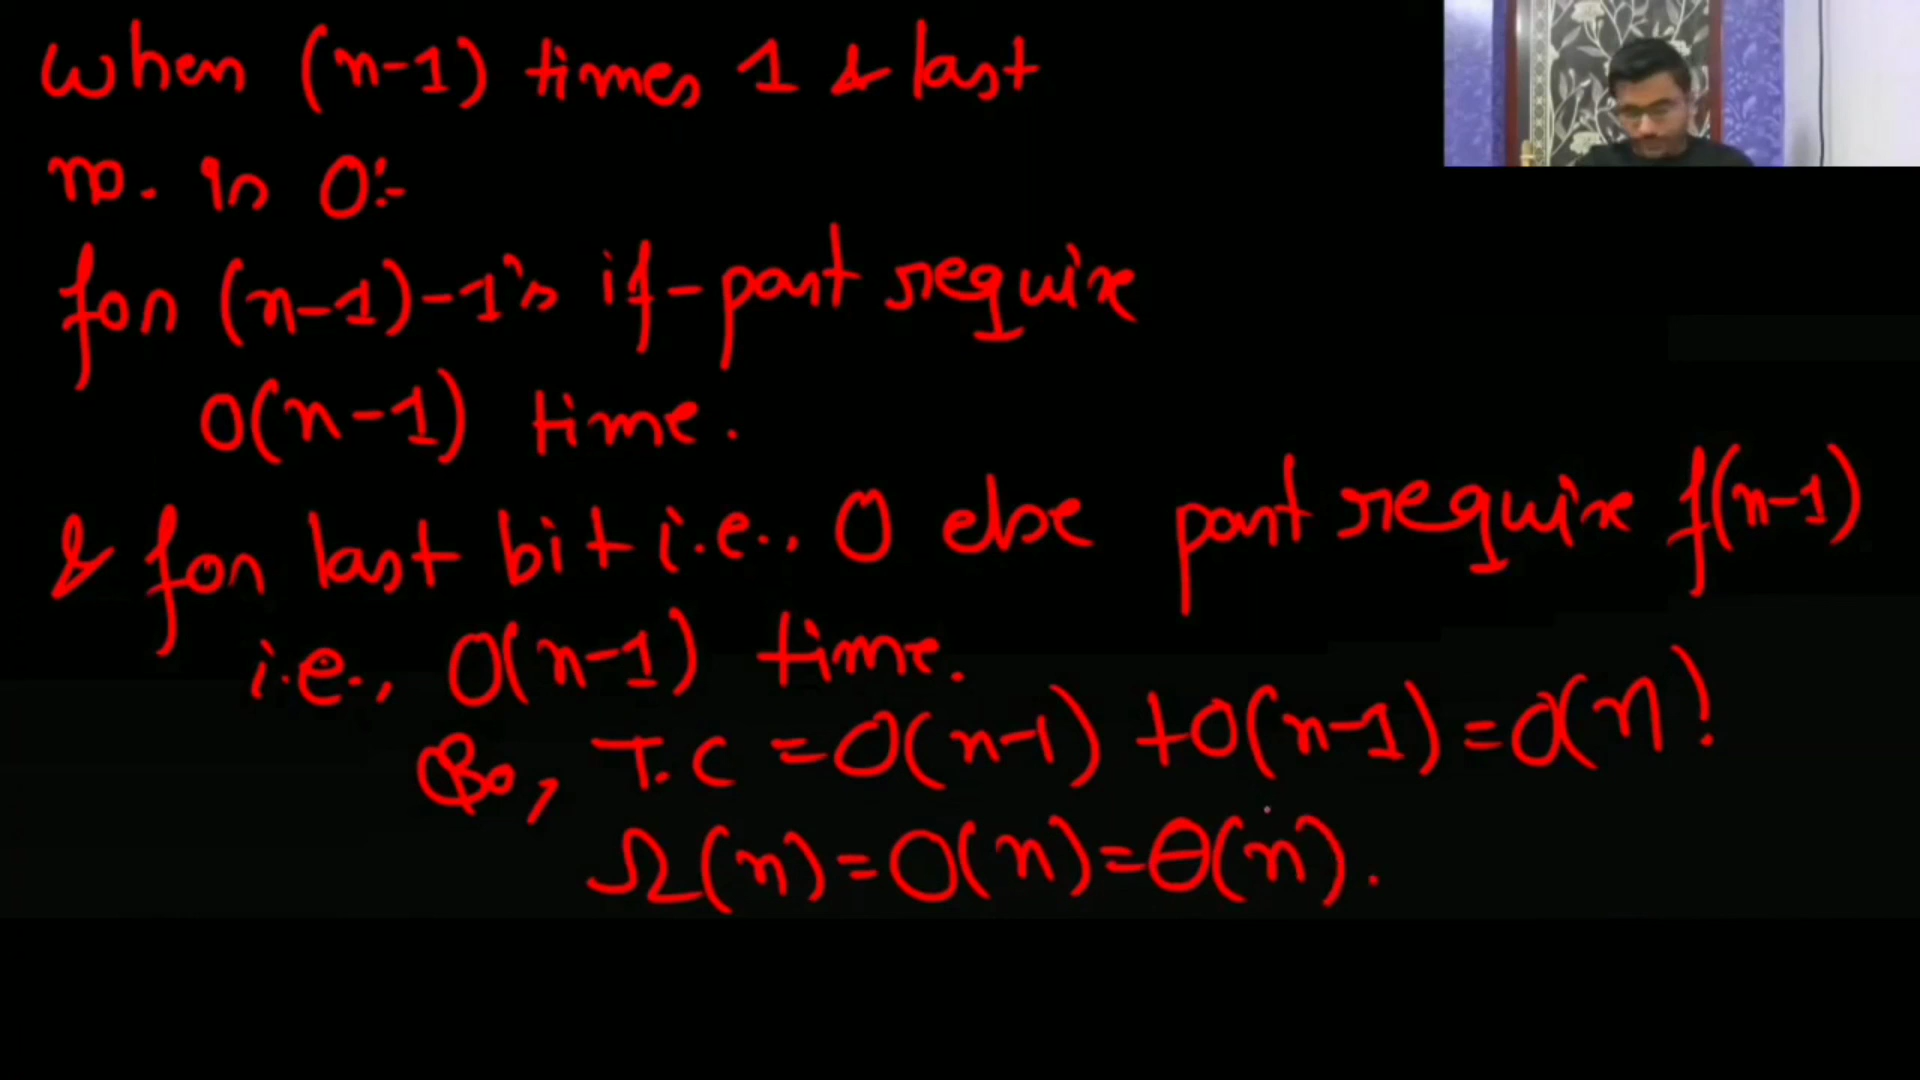 when (n-1) times 1 & last
no. is 0:-
for (n-1)-1's if-part require
O(n-1) time.
& for last bit i.e., 0 else part require f(n-1)
i.e., O(n-1) time.
So, T.C = O(n-1) + O(n-1) = O(n)
Ω(n) = O(n) = Θ(n).